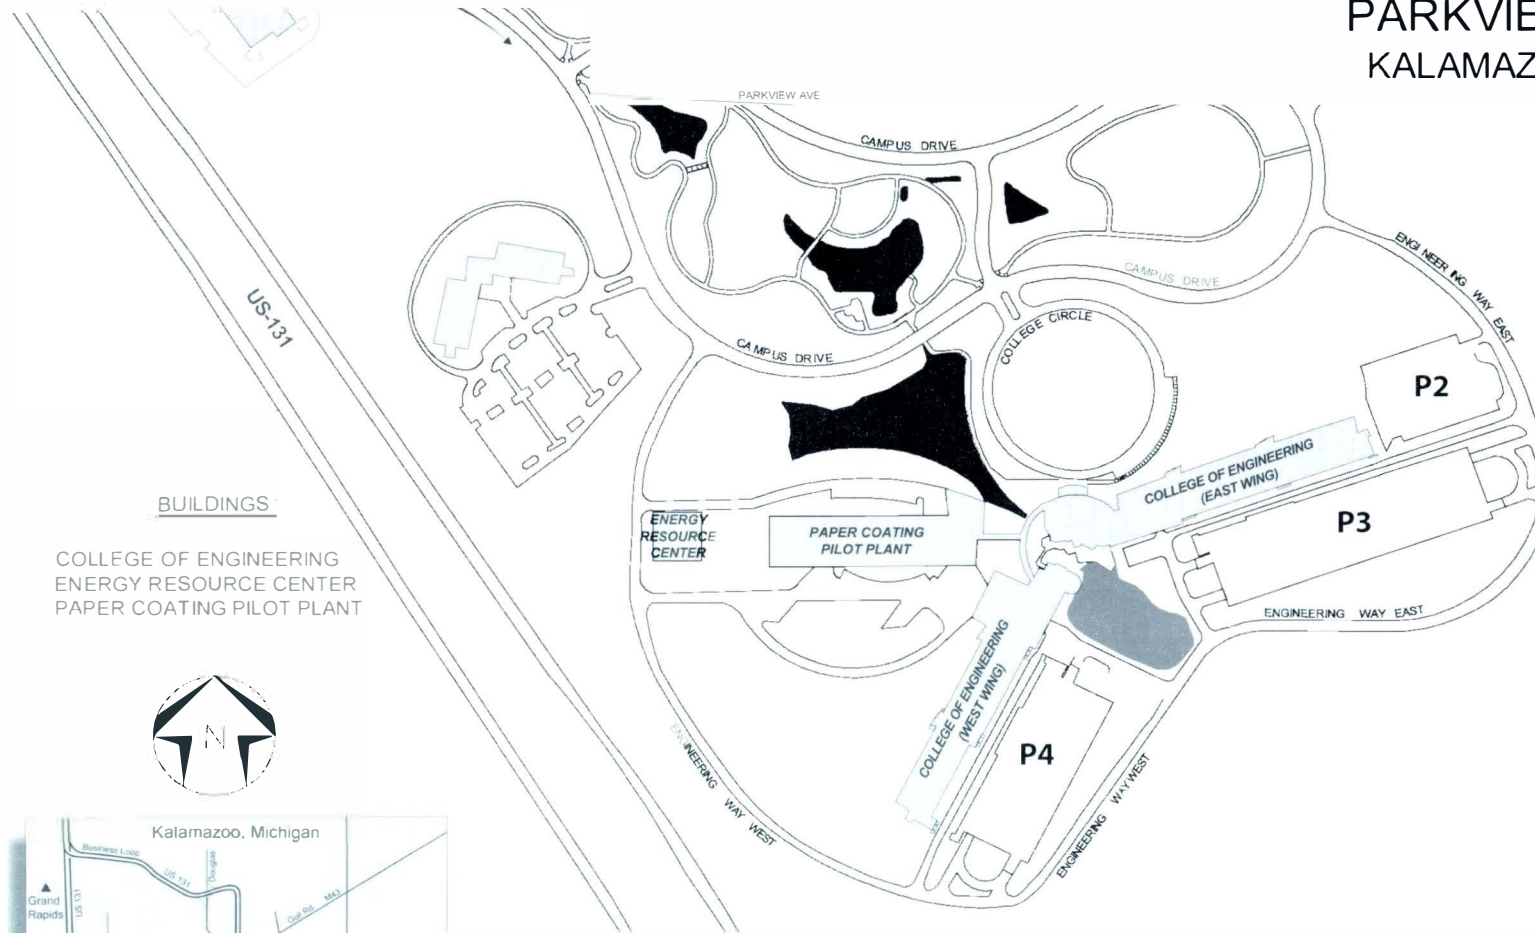 PARKVIE
KALAMAZ
PARKVIEW AVE
CAMPUS DRIVE
ENGINEERING WAY EAST
CAMPUS DRIVE
US-131
COLLEGE CIRCLE
CAMPUS DRIVE
P2
COLLEGE OF ENGINEERING
(EAST WING)
BUILDINGS
ENERGY
RESOURCE
CENTER
PAPER COATING
PILOT PLANT
P3
COLLEGE OF ENGINEERING
ENERGY RESOURCE CENTER
PAPER COATING PILOT PLANT
ENGINEERING WAY EAST
COLLEGE OF ENGINEERING
(WEST WING)
N
P4
ENGINEERING WAY WEST
ENGINEERING WAY WEST
Kalamazoo, Michigan
Business Loop
US 131
Douglas
Grand
Rapids
US 131
Gull Rd M43